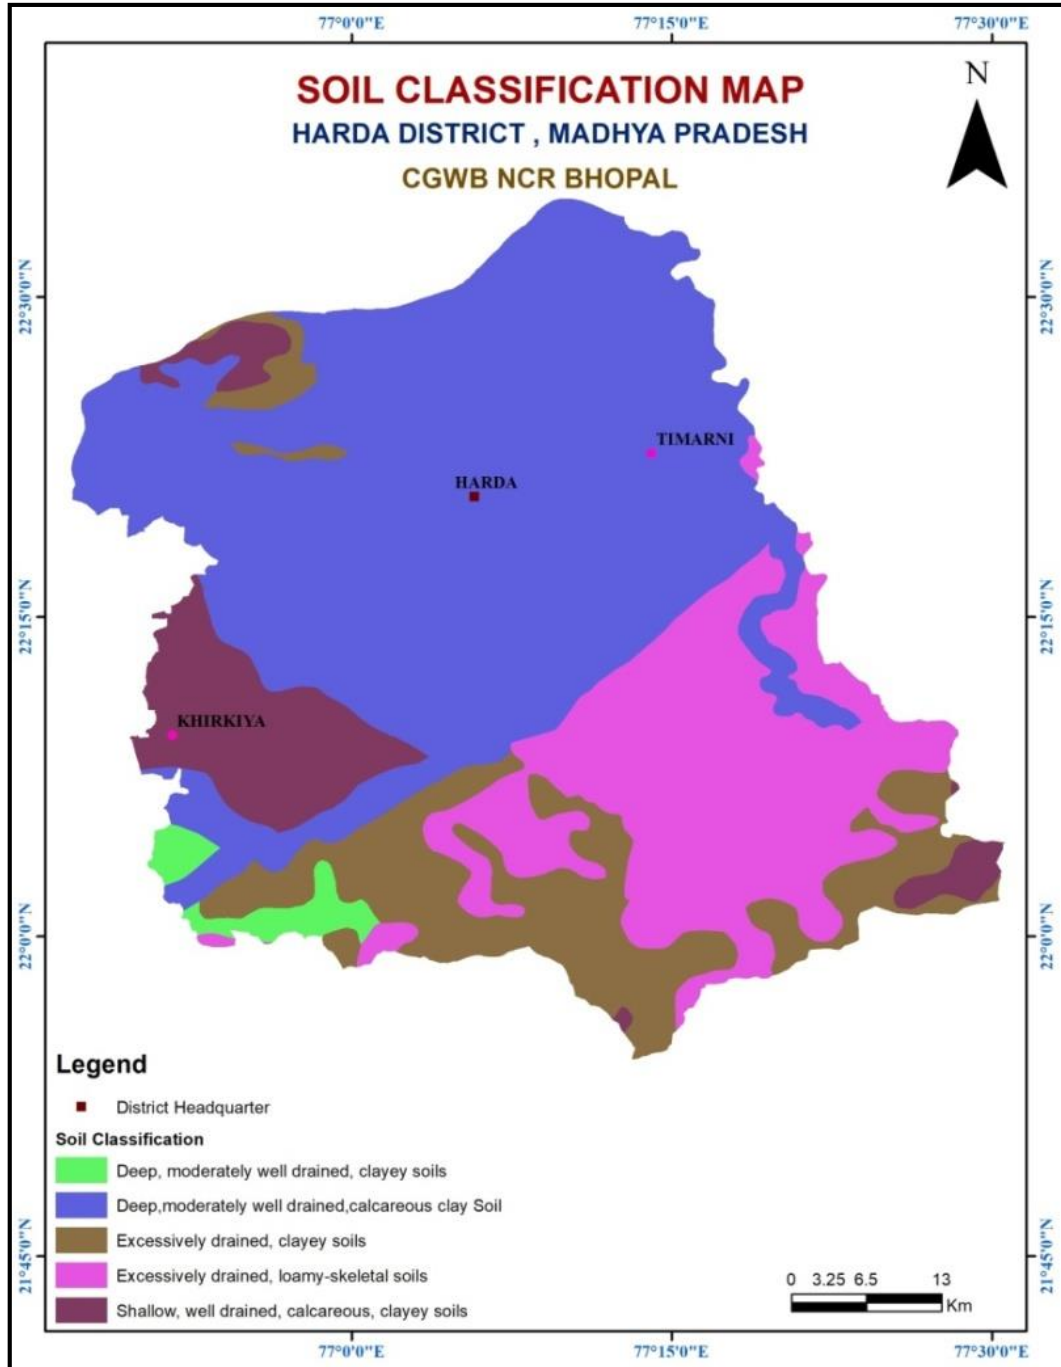 77°0'0"E 77°15'0"E 77°30'0"E
N
SOIL CLASSIFICATION MAP
HARDA DISTRICT , MADHYA PRADESH
CGWB NCR BHOPAL
22°30'0"N 22°30'0"N
TIMARNI
HARDA
22°15'0"N 22°15'0"N
KHIRKIYA
22°0'0"N 22°0'0"N
Legend
District Headquarter
Soil Classification
Deep, moderately well drained, clayey soils
Deep,moderately well drained,calcareous clay Soil
Excessively drained, clayey soils
Excessively drained, loamy-skeletal soils
Shallow, well drained, calcareous, clayey soils
21°45'0"N 21°45'0"N
0 3.25 6.5 13
Km
77°0'0"E 77°15'0"E 77°30'0"E